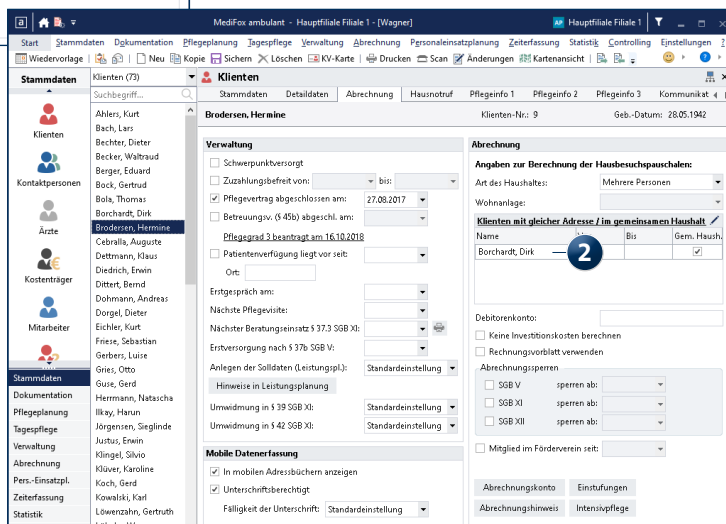 a
MediFox ambulant - Hauptfiliale Filiale 1 - [Wagner]
AP Hauptfiliale Filiale 1
Start Stammdaten Dokumentation Pflegeplanung Tagespflege Verwaltung Abrechnung Personaleinsatzplanung Zeiterfassung Statistik Controlling Einstellungen ?
Wiedervorlage Neu Kopie Sichern Löschen KV-Karte Drucken Scan Änderungen Kartenansicht
Stammdaten
Klienten
Kontaktpersonen
Ärzte
Kostenträger
Mitarbeiter
Stammdaten
Dokumentation
Pflegeplanung
Tagespflege
Verwaltung
Abrechnung
Pers.-Einsatzpl.
Zeiterfassung
Statistik
Klienten (73)
Suchbegriff...
Ahlers, Kurt
Bach, Lars
Bechter, Dieter
Becker, Waltraud
Berger, Eduard
Bock, Gertrud
Bola, Thomas
Borchardt, Dirk
Brodersen, Hermine
Cebralla, Auguste
Dettmann, Klaus
Diedrich, Erwin
Dittert, Bernd
Dohmann, Andreas
Dorgel, Dieter
Eichler, Kurt
Friese, Sebastian
Gerbers, Luise
Gries, Otto
Guse, Gerd
Herrmann, Natascha
Ilkay, Harun
Jörgensen, Sieglinde
Justus, Erwin
Klingel, Silvio
Klüver, Karoline
Koch, Gerd
Kowalski, Karl
Löwenzahn, Gertruth
Klienten
Stammdaten Detaildaten Abrechnung Hausnotruf Pflegeinfo 1 Pflegeinfo 2 Pflegeinfo 3 Kommunikat
Brodersen, Hermine Klienten-Nr.: 9 Geb.-Datum: 28.05.1942
Verwaltung
Schwerpunktversorgt
Zuzahlungsbefreit von: bis:
Pflegevertrag abgeschlossen am: 27.08.2017
Betreuungsv. (§ 45b) abgeschl. am:
Pflegegrad 3 beantragt am 16.10.2018
Patientenverfügung liegt vor seit:
Ort:
Erstgespräch am:
Nächste Pflegevisite:
Nächster Beratungseinsatz § 37.3 SGB XI:
Erstversorgung nach § 37b SGB V:
Anlegen der Solldaten (Leistungspl.): Standardeinstellung
Hinweise in Leistungsplanung
Umwidmung in § 39 SGB XI: Standardeinstellung
Umwidmung in § 42 SGB XI: Standardeinstellung
Mobile Datenerfassung
In mobilen Adressbüchern anzeigen
Unterschriftsberechtigt
Fälligkeit der Unterschrift: Standardeinstellung
Abrechnung
Angaben zur Berechnung der Hausbesuchspauschalen:
Art des Haushaltes: Mehrere Personen
Wohnanlage:
Klienten mit gleicher Adresse / im gemeinsamen Haushalt
Name Bis Gem. Haush.
Borchardt, Dirk
2
Debitorenkonto:
Keine Investitionskosten berechnen
Rechnungsvorblatt verwenden
Abrechnungssperren
SGB V sperren ab:
SGB XI sperren ab:
SGB XII sperren ab:
Mitglied im Förderverein seit:
Abrechnungskonto Einstufungen
Abrechnungshinweis Intensivpflege